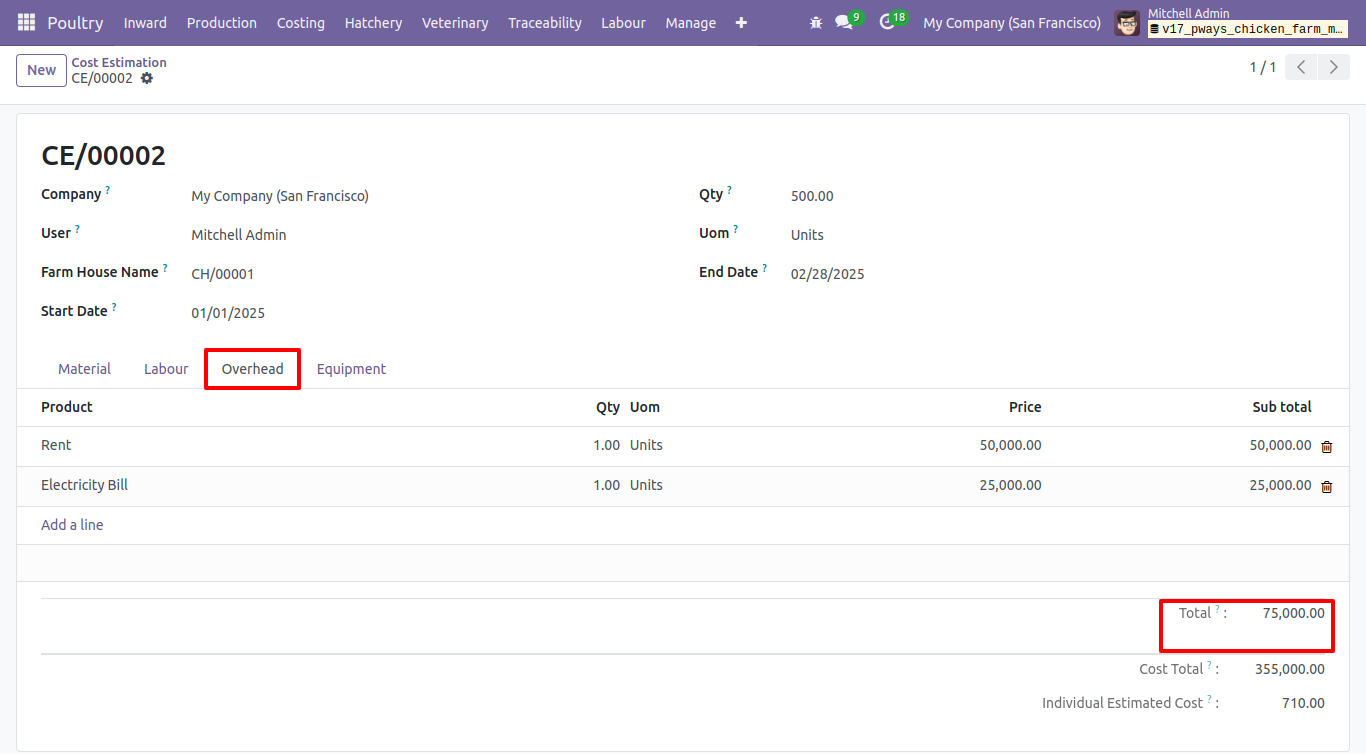 Poultry Inward Production Costing Hatchery Veterinary Traceability Labour Manage + 9 18 My Company (San Francisco) Mitchell Admin
v17_pways_chicken_farm_m...
New Cost Estimation 1 / 1
CE/00002
CE/00002
Company ? My Company (San Francisco) Qty ? 500.00
User ? Mitchell Admin Uom ? Units
Farm House Name ? CH/00001 End Date ? 02/28/2025
Start Date ? 01/01/2025
Material Labour Overhead Equipment
Product Qty Uom Price Sub total
Rent 1.00 Units 50,000.00 50,000.00
Electricity Bill 1.00 Units 25,000.00 25,000.00
Add a line
Total ? : 75,000.00
Cost Total ? : 355,000.00
Individual Estimated Cost ? : 710.00